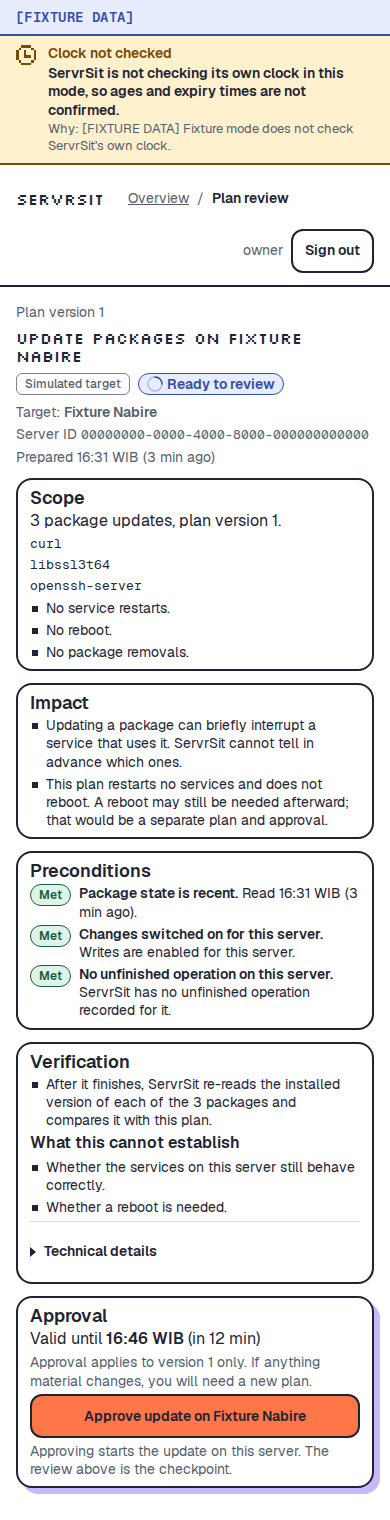 [FIXTURE DATA]
Clock not checked
ServrSit is not checking its own clock in this
mode, so ages and expiry times are not
confirmed.
Why: [FIXTURE DATA] Fixture mode does not check
ServrSit's own clock.
SERVRSIT Overview / Plan review
owner Sign out
Plan version 1
UPDATE PACKAGES ON FIXTURE
NABIRE
Simulated target Ready to review
Target: Fixture Nabire
Server ID 00000000-0000-4000-8000-000000000000
Prepared 16:31 WIB (3 min ago)
Scope
3 package updates, plan version 1.
curl
libssl3t64
openssh-server
No service restarts.
No reboot.
No package removals.
Impact
Updating a package can briefly interrupt a
service that uses it. ServrSit cannot tell in
advance which ones.
This plan restarts no services and does not
reboot. A reboot may still be needed afterward;
that would be a separate plan and approval.
Preconditions
Met Package state is recent. Read 16:31 WIB (3
min ago).
Met Changes switched on for this server.
Writes are enabled for this server.
Met No unfinished operation on this server.
ServrSit has no unfinished operation
recorded for it.
Verification
After it finishes, ServrSit re-reads the installed
version of each of the 3 packages and
compares it with this plan.
What this cannot establish
Whether the services on this server still behave
correctly.
Whether a reboot is needed.
Technical details
Approval
Valid until 16:46 WIB (in 12 min)
Approval applies to version 1 only. If anything
material changes, you will need a new plan.
Approve update on Fixture Nabire
Approving starts the update on this server. The
review above is the checkpoint.